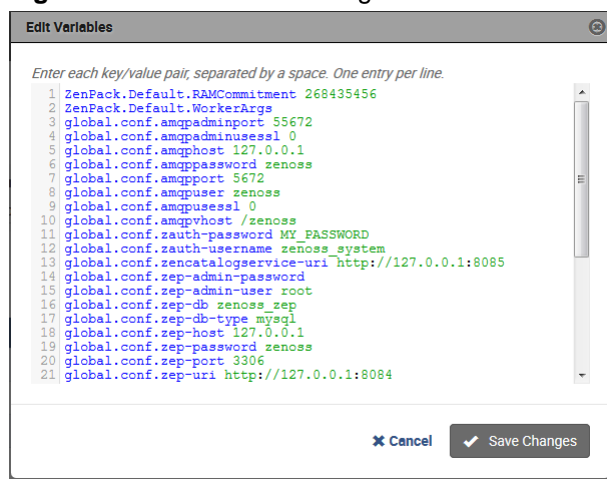 Edit Variables
Enter each key/value pair, separated by a space. One entry per line.
1 ZenPack.Default.RAMCommitment 268435456
2 ZenPack.Default.WorkerArgs
3 global.conf.amqpadminport 55672
4 global.conf.amqpadminusessl 0
5 global.conf.amqphost 127.0.0.1
6 global.conf.amqppassword zenoss
7 global.conf.amqpport 5672
8 global.conf.amqpuser zenoss
9 global.conf.amqpusessl 0
10 global.conf.amqpvhost /zenoss
11 global.conf.zauth-password MY_PASSWORD
12 global.conf.zauth-username zenoss_system
13 global.conf.zencatalogservice-uri http://127.0.0.1:8085
14 global.conf.zep-admin-password
15 global.conf.zep-admin-user root
16 global.conf.zep-db zenoss_zep
17 global.conf.zep-db-type mysql
18 global.conf.zep-host 127.0.0.1
19 global.conf.zep-password zenoss
20 global.conf.zep-port 3306
21 global.conf.zep-uri http://127.0.0.1:8084
Cancel Save Changes